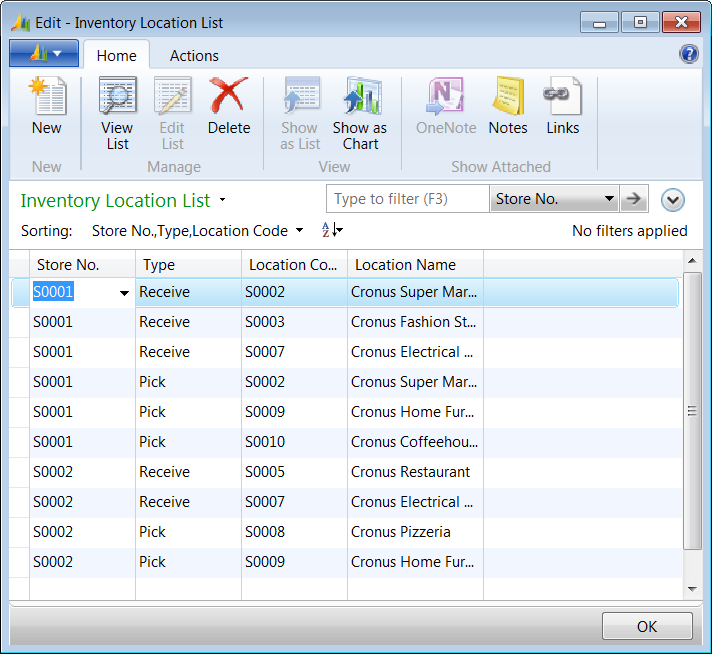 Edit - Inventory Location List
Home Actions
New View List Edit List Delete Show as List Show as Chart OneNote Notes Links
New Manage View Show Attached
Inventory Location List Type to filter (F3) Store No.
Sorting: Store No.,Type,Location Code No filters applied
Store No. Type Location Co... Location Name
S0001 Receive S0002 Cronus Super Mar...
S0001 Receive S0003 Cronus Fashion St...
S0001 Receive S0007 Cronus Electrical ...
S0001 Pick S0002 Cronus Super Mar...
S0001 Pick S0009 Cronus Home Fur...
S0001 Pick S0010 Cronus Coffeehou...
S0002 Receive S0005 Cronus Restaurant
S0002 Receive S0007 Cronus Electrical ...
S0002 Pick S0008 Cronus Pizzeria
S0002 Pick S0009 Cronus Home Fur...
OK